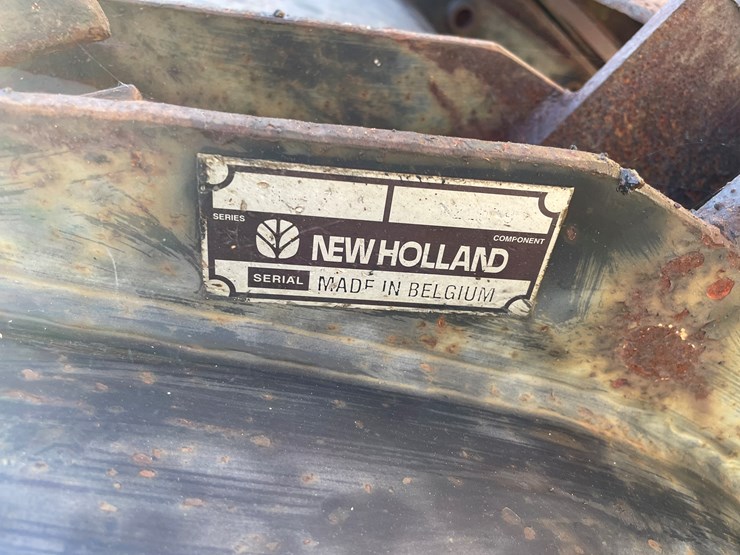 SERIES
COMPONENT
NEW HOLLAND
SERIAL MADE IN BELGIUM